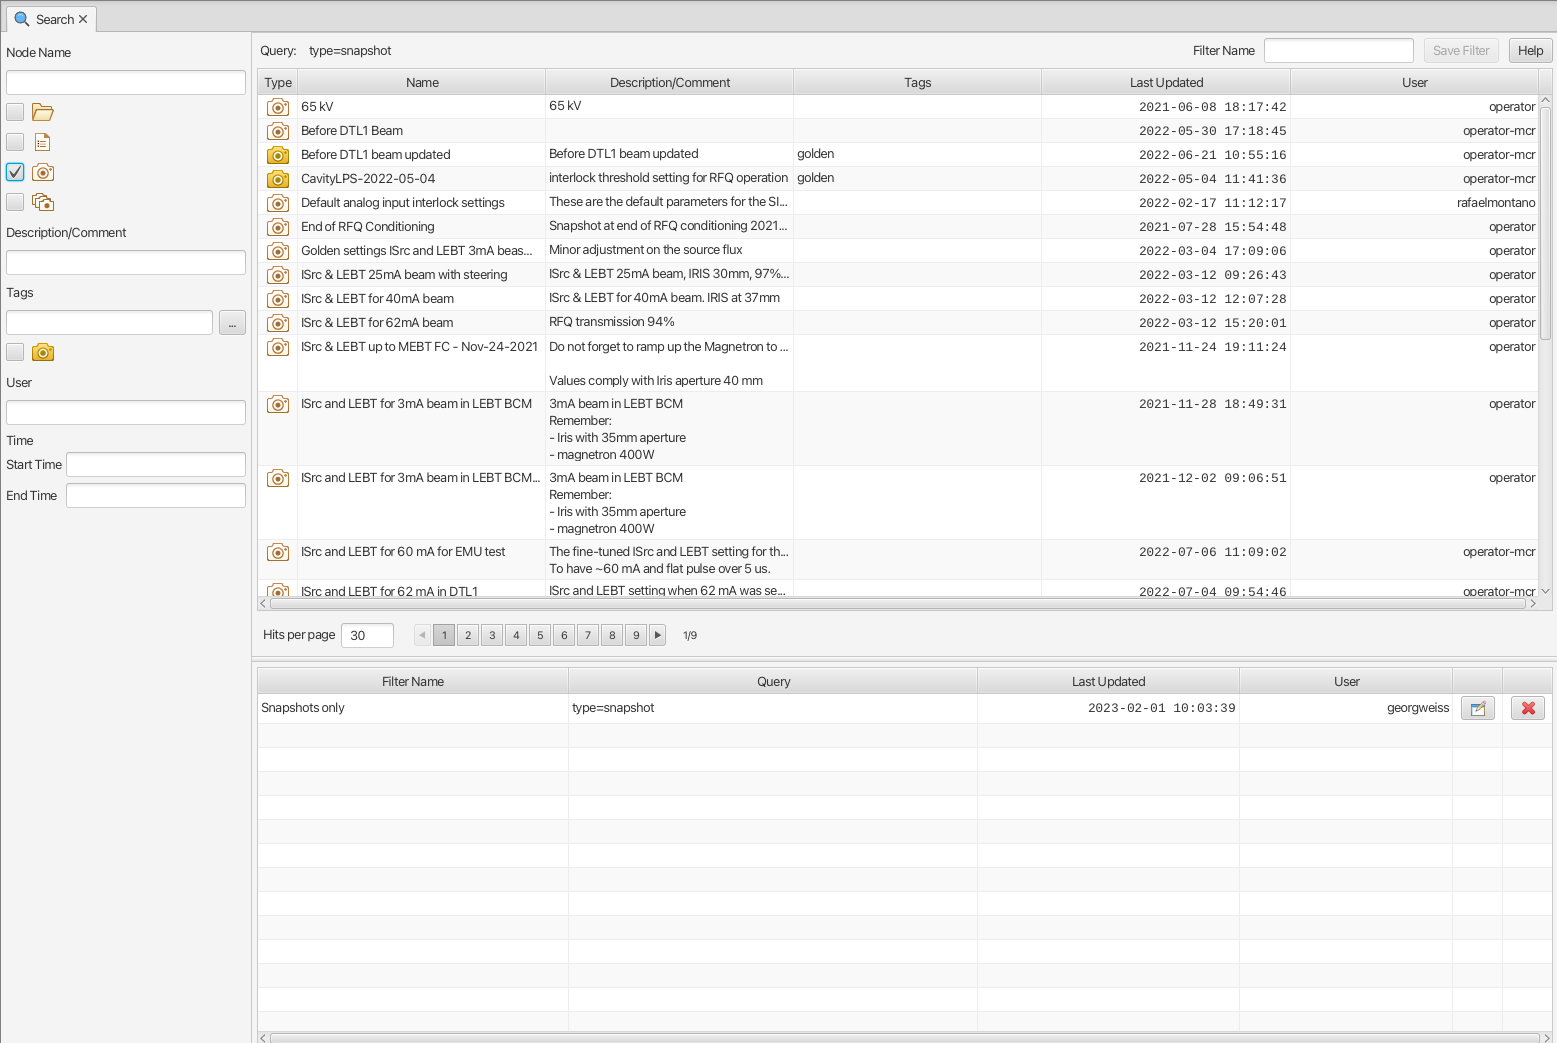 Search
Node Name
Description/Comment
Tags
...
User
Time
Start Time
End Time
Query: type=snapshot
Filter Name
Save Filter
Help
Type Name Description/Comment Tags Last Updated User
65 kV 65 kV 2021-06-08 18:17:42 operator
Before DTL1 Beam 2022-05-30 17:18:45 operator-mcr
Before DTL1 beam updated Before DTL1 beam updated golden 2022-06-21 10:55:16 operator-mcr
CavityLPS-2022-05-04 interlock threshold setting for RFQ operation golden 2022-05-04 11:41:36 operator-mcr
Default analog input interlock settings These are the default parameters for the SI... 2022-02-17 11:12:17 rafaelmontano
End of RFQ Conditioning Snapshot at end of RFQ conditioning 2021... 2021-07-28 15:54:48 operator
Golden settings ISrc and LEBT 3mA beas... Minor adjustment on the source flux 2022-03-04 17:09:06 operator
ISrc & LEBT 25mA beam with steering ISrc & LEBT 25mA beam, IRIS 30mm, 97%... 2022-03-12 09:26:43 operator
ISrc & LEBT for 40mA beam ISrc & LEBT for 40mA beam. IRIS at 37mm 2022-03-12 12:07:28 operator
ISrc & LEBT for 62mA beam RFQ transmission 94% 2022-03-12 15:20:01 operator
ISrc & LEBT up to MEBT FC - Nov-24-2021 Do not forget to ramp up the Magnetron to ... 2021-11-24 19:11:24 operator
Values comply with Iris aperture 40 mm
ISrc and LEBT for 3mA beam in LEBT BCM 3mA beam in LEBT BCM 2021-11-28 18:49:31 operator
Remember:
- Iris with 35mm aperture
- magnetron 400W
ISrc and LEBT for 3mA beam in LEBT BCM... 3mA beam in LEBT BCM 2021-12-02 09:06:51 operator
Remember:
- Iris with 35mm aperture
- magnetron 400W
ISrc and LEBT for 60 mA for EMU test The fine-tuned ISrc and LEBT setting for th... 2022-07-06 11:09:02 operator-mcr
To have ~60 mA and flat pulse over 5 us.
ISrc and LEBT for 62 mA in DTL1 ISrc and LEBT setting when 62 mA was se... 2022-07-04 09:54:46 operator-mcr
Hits per page 30 1 2 3 4 5 6 7 8 9 1/9
Filter Name Query Last Updated User
Snapshots only type=snapshot 2023-02-01 10:03:39 georgweiss